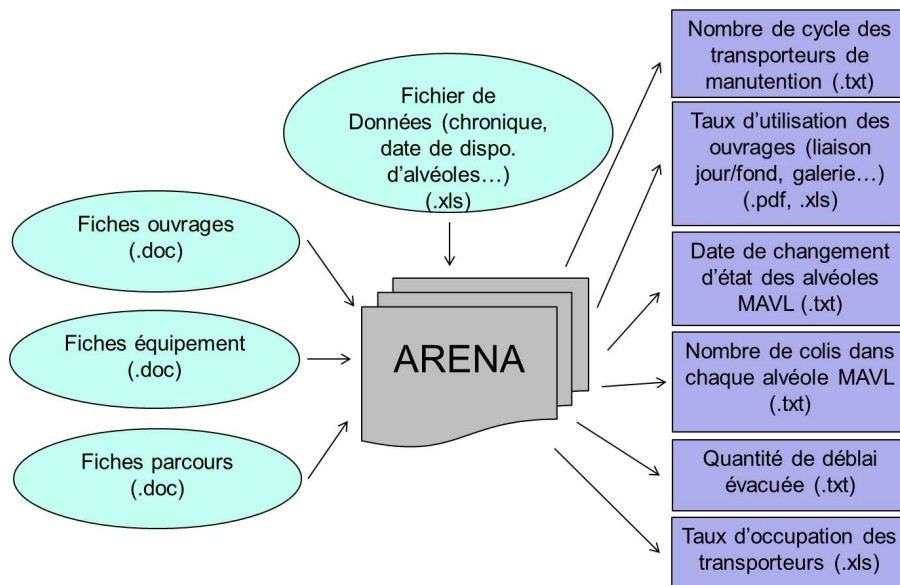 Fichier de
Données (chronique,
date de dispo.
d'alvéoles…)
(.xls)
Fiches ouvrages
(.doc)
Fiches équipement
(.doc)
Fiches parcours
(.doc)
ARENA
Nombre de cycle des
transporteurs de
manutention (.txt)
Taux d'utilisation des
ouvrages (liaison
jour/fond, galerie…)
(.pdf, .xls)
Date de changement
d'état des alvéoles
MAVL (.txt)
Nombre de colis dans
chaque alvéole MAVL
(.txt)
Quantité de déblai
évacuée (.txt)
Taux d'occupation des
transporteurs (.xls)